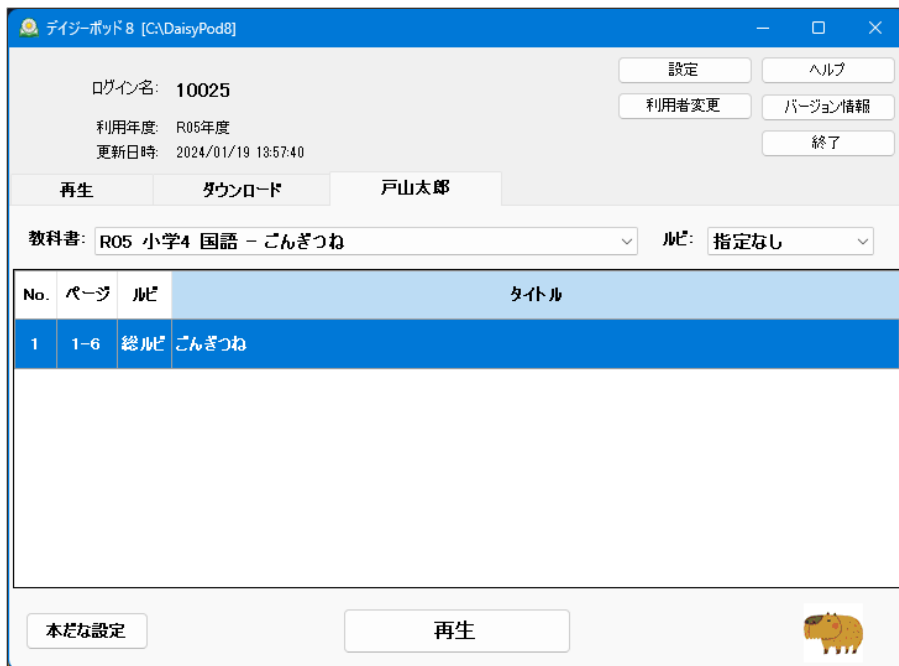 デイジーポッド8 [C:\DaisyPod8]
ログイン名: 10025
利用年度: R05年度
更新日時: 2024/01/19 13:57:40
設定 ヘルプ
利用者変更 バージョン情報
終了
再生 ダウンロード 戸山太郎
教科書: R05 小学4 国語 - ごんぎつね ルビ: 指定なし
No. ページ ルビ タイトル
1 1-6 総ルビ ごんぎつね
本だな設定 再生